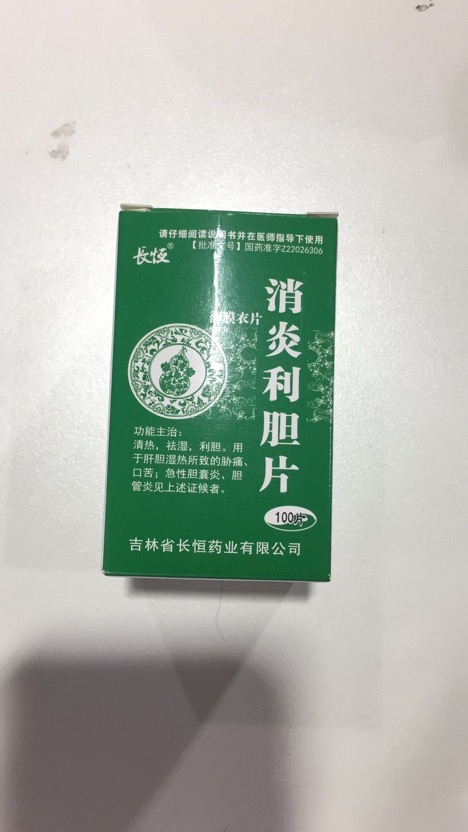 请仔细阅读说明书并在医师指导下使用
【批准文号】国药准字Z22026306
長恒®
膜衣片
消炎利胆片
功能主治：
清热，祛湿，利胆。用
于肝胆湿热所致的胁痛、
口苦；急性胆囊炎、胆
管炎见上述证候者。
100片
吉林省长恒药业有限公司